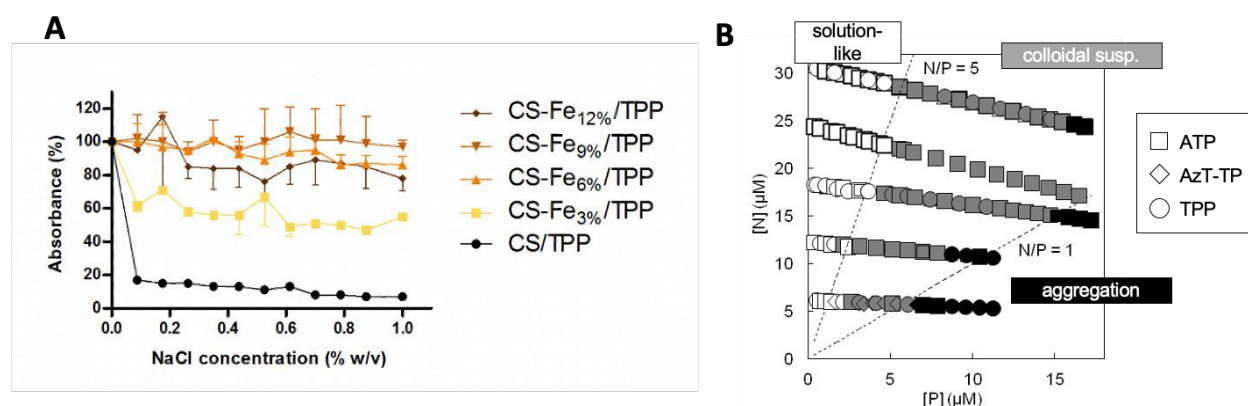 A
120
100
80
60
40
20
0
0.0 0.2 0.4 0.6 0.8 1.0
Absorbance (%)
NaCl concentration (% w/v)
CS-Fe12%/TPP
CS-Fe9%/TPP
CS-Fe6%/TPP
CS-Fe3%/TPP
CS/TPP
B
solution-
like
colloidal susp.
N/P = 5
N/P = 1
aggregation
30
25
20
15
10
5
0
0 5 10 15
[N] (µM)
[P] (µM)
ATP
AzT-TP
TPP